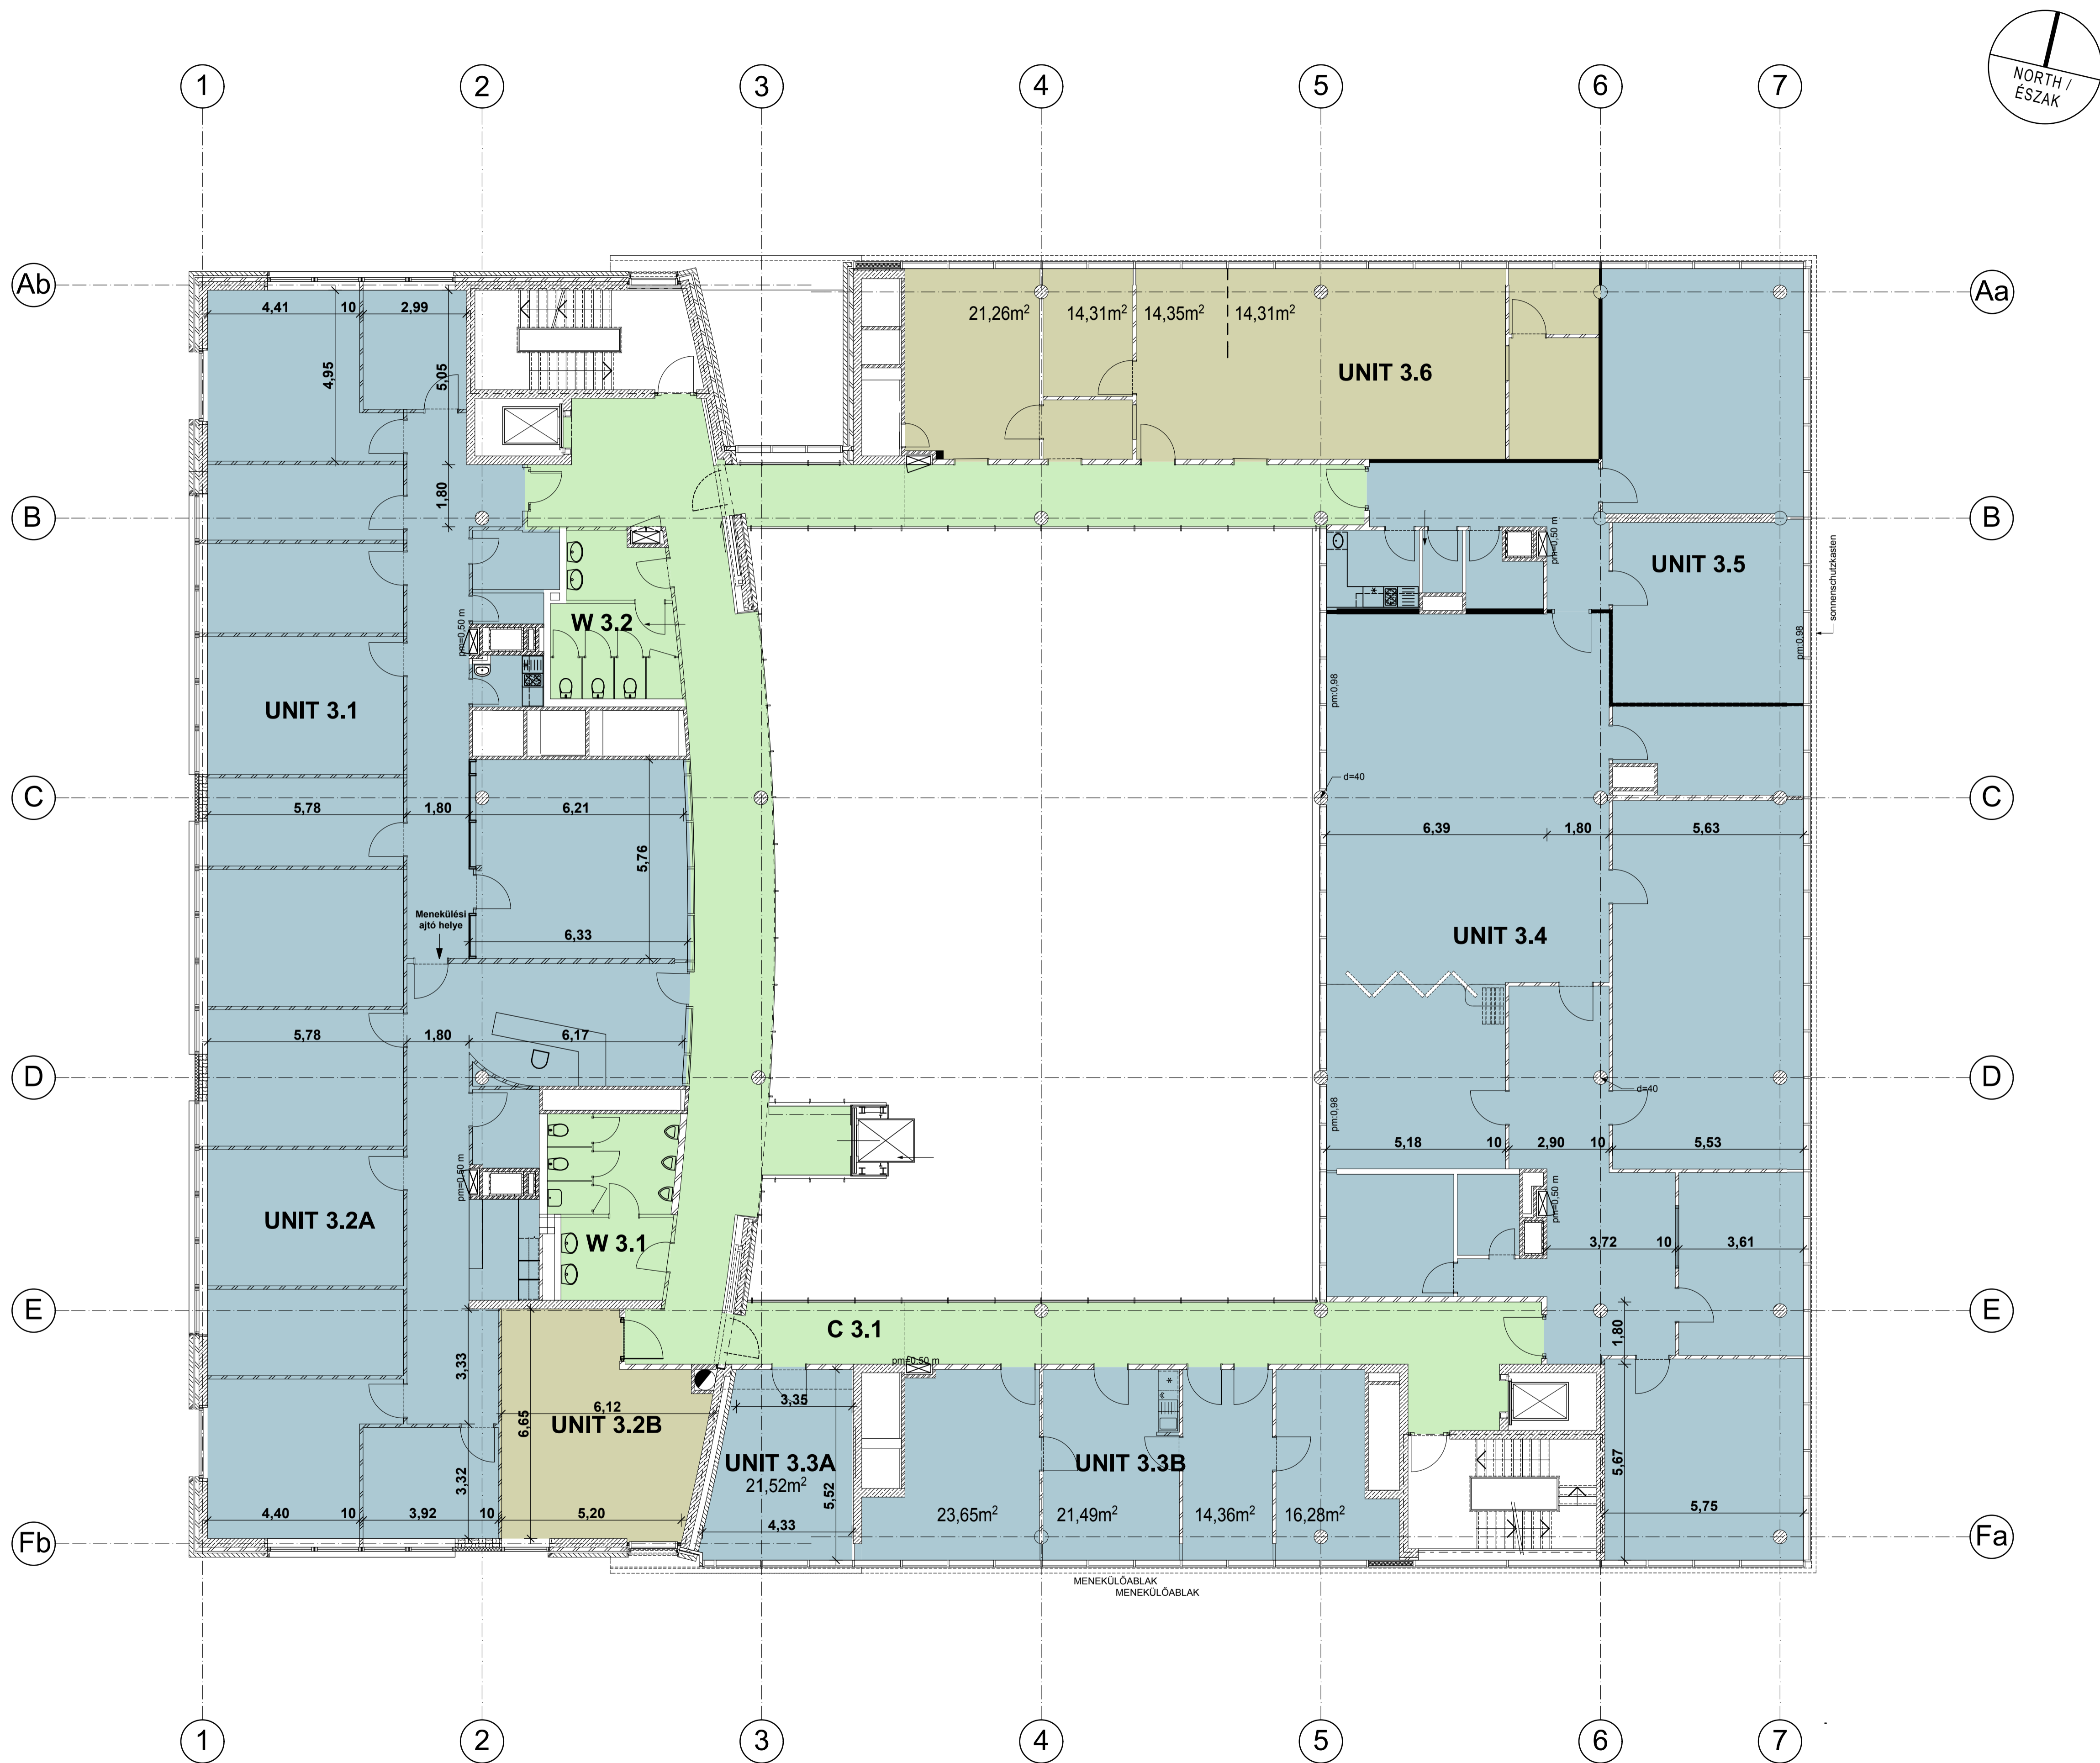 NORTH /
ÉSZAK
1 2 3 4 5 6 7
Ab Aa
4,41 10 2,99
21,26m² 14,31m² 14,35m² 14,31m²
4,95 5,05
UNIT 3.6
1,80
B B
pm=0,50 m
UNIT 3.5
sonnenschutzkasten
W 3.2
pm=0,50 m
pm:0,98
pm:0,98
UNIT 3.1
d=40
C C
5,78 1,80 6,21
6,39 1,80 5,63
5,76
Menekülési
ajtó helye
6,33
UNIT 3.4
5,78 1,80 6,17
D D
d=40
pm:0,98
5,18 10 2,90 10 5,53
pm=0,50 m
pm=0,50 m
UNIT 3.2A
W 3.1
3,72 10 3,61
E E
C 3.1
1,80
3,33
pm=0,50 m
3,35
6,12
UNIT 3.2B
6,65
UNIT 3.3A
21,52m²
UNIT 3.3B
5,67
5,52
3,32
4,40 10 3,92 10 5,20
23,65m² 21,49m² 14,36m² 16,28m²
5,75
4,33
Fb Fa
MENEKÜLŐABLAK
MENEKÜLŐABLAK
1 2 3 4 5 6 7